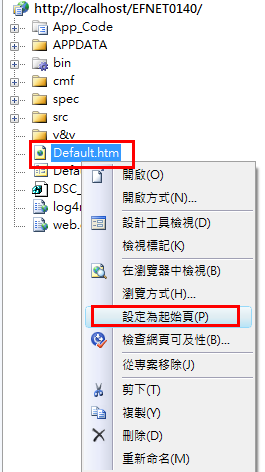 http://localhost/EFNET0140/
App_Code
APPDATA
bin
cmf
spec
src
v&v
Default.htm
Defa
DSC_
log4
web.
開啟(O)
開啟方式(N)...
設計工具檢視(D)
檢視標記(K)
在瀏覽器中檢視(B)
瀏覽方式(H)...
設定為起始頁(P)
檢查網頁可及性(B)...
從專案移除(J)
剪下(T)
複製(Y)
刪除(D)
重新命名(M)